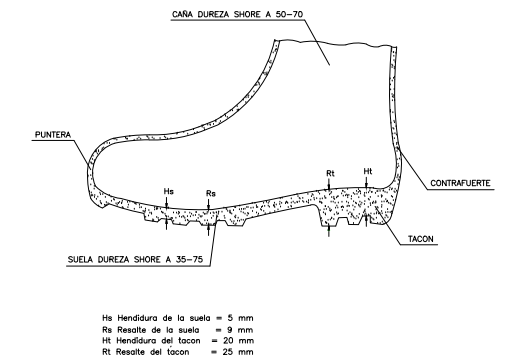 CAÑA DUREZA SHORE A 50-70
PUNTERA
Hs
Rs
Rt
Ht
CONTRAFUERTE
TACON
SUELA DUREZA SHORE A 35-75
Hs Hendidura de la suela = 5 mm
Rs Resalte de la suela = 9 mm
Ht Hendidura del tacon = 20 mm
Rt Resalte del tacon = 25 mm